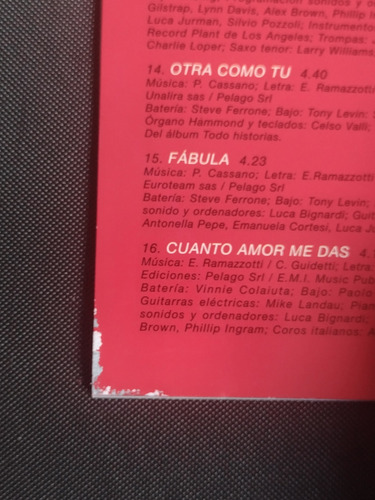 Gilstrap, Lynn Davis, Alex Brown, Phillip
Luca Jurman, Silvio Pozzoli, Instrumento
Record Plant de Los Angeles; Trompas:
Charlie Loper; Saxo tenor: Larry Williams
14. OTRA COMO TU 4.40
Música: P. Cassano; Letra: E. Ramazzotti
Unalira sas / Pelago Srl
Batería: Steve Ferrone; Bajo: Tony Levin;
Órgano Hammond y teclados: Celso Valli;
Del álbum Todo historias.
15. FÁBULA 4.23
Música: P. Cassano; Letra: E.Ramazzotti
Euroteam sas / Pelago Srl
Batería: Steve Ferrone; Bajo: Tony Levin;
sonido y ordenadores: Luca Bignardi; Guit
Antonella Pepe, Emanuela Cortesi, Luca Ju
16. CUANTO AMOR ME DAS 4.
Música: E. Ramazzotti / C. Guidetti; Letra:
Ediciones: Pelago Srl / E.M.I. Music Pub
Batería: Vinnie Colaiuta; Bajo: Paolo
Guitarras eléctricas: Mike Landau; Pian
sonidos y ordenadores: Luca Bignardi;
Brown, Phillip Ingram; Coros italianos: A